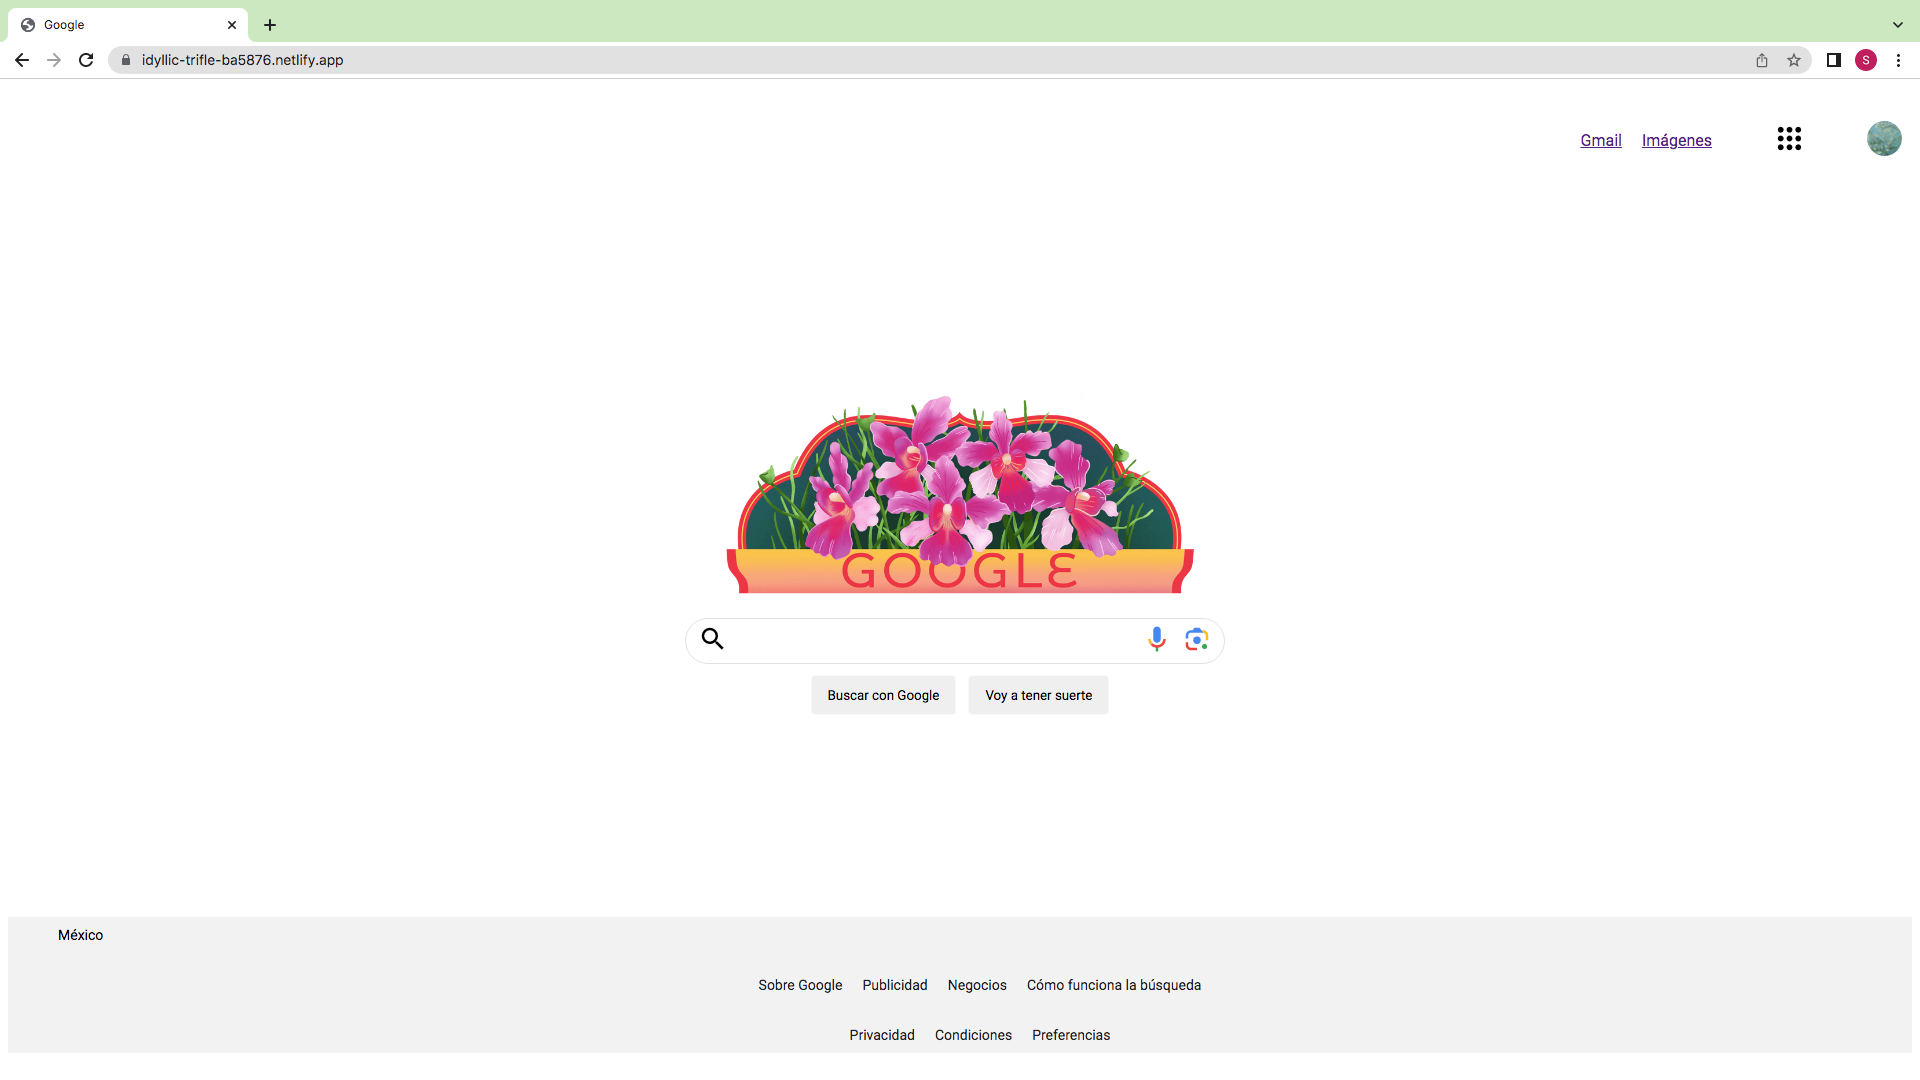 Google
idyllic-trifle-ba5876.netlify.app
S
Gmail Imágenes
GOOGLE
Buscar con Google Voy a tener suerte
México
Sobre Google Publicidad Negocios Cómo funciona la búsqueda
Privacidad Condiciones Preferencias